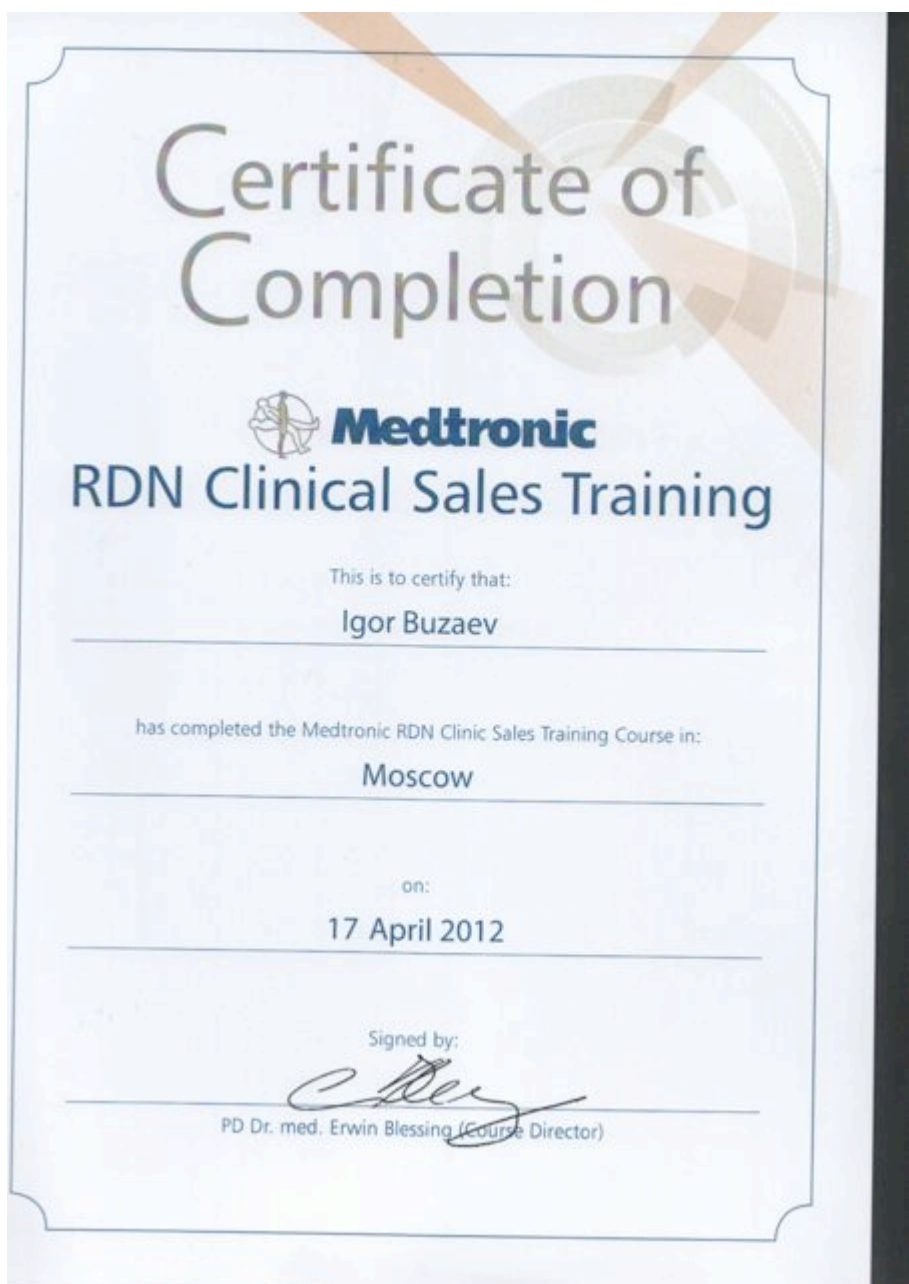 Certificate of
Completion
Medtronic
RDN Clinical Sales Training
This is to certify that:
Igor Buzaev
has completed the Medtronic RDN Clinic Sales Training Course in:
Moscow
on:
17 April 2012
Signed by:
PD Dr. med. Erwin Blessing (Course Director)